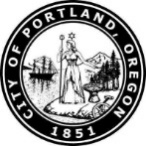 CITY OF PORTLAND, OREGON
1851